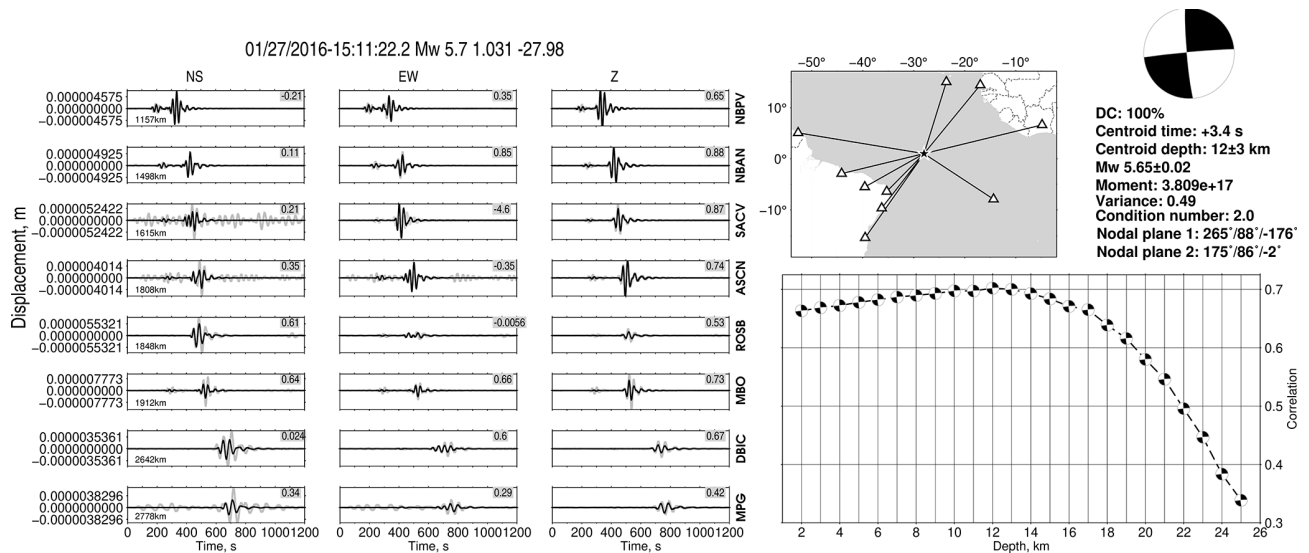 01/27/2016-15:11:22.2 Mw 5.7 1.031 -27.98
NS EW Z
Displacement, m
0.000004575
0.000000000
−0.000004575
1157km
-0.21 0.35 0.65
NBPV
0.000004925
0.000000000
−0.000004925
1498km
0.11 0.85 0.88
NBAN
0.0000052422
0.0000000000
−0.0000052422
1615km
0.21 -4.6 0.87
SACV
0.000004014
0.000000000
−0.000004014
1808km
0.35 -0.35 0.74
ASCN
0.0000055321
0.0000000000
−0.0000055321
1848km
0.61 -0.0056 0.53
ROSB
0.000007773
0.000000000
−0.000007773
1912km
0.64 0.66 0.73
MBO
0.0000035361
0.0000000000
−0.0000035361
2642km
0.024 0.6 0.67
DBIC
0.0000038296
0.0000000000
−0.0000038296
2778km
0.34 0.29 0.42
MPG
0 200 400 600 800 1000 1200 0 200 400 600 800 1000 1200 0 200 400 600 800 1000 1200
Time, s Time, s Time, s
−50° −40° −30° −20° −10°
10°
0°
−10°
DC: 100%
Centroid time: +3.4 s
Centroid depth: 12±3 km
Mw 5.65±0.02
Moment: 3.809e+17
Variance: 0.49
Condition number: 2.0
Nodal plane 1: 265°/88°/-176°
Nodal plane 2: 175°/86°/-2°
0.7
0.6
0.5
0.4
0.3
Correlation
2 4 6 8 10 12 14 16 18 20 22 24 26
Depth, km